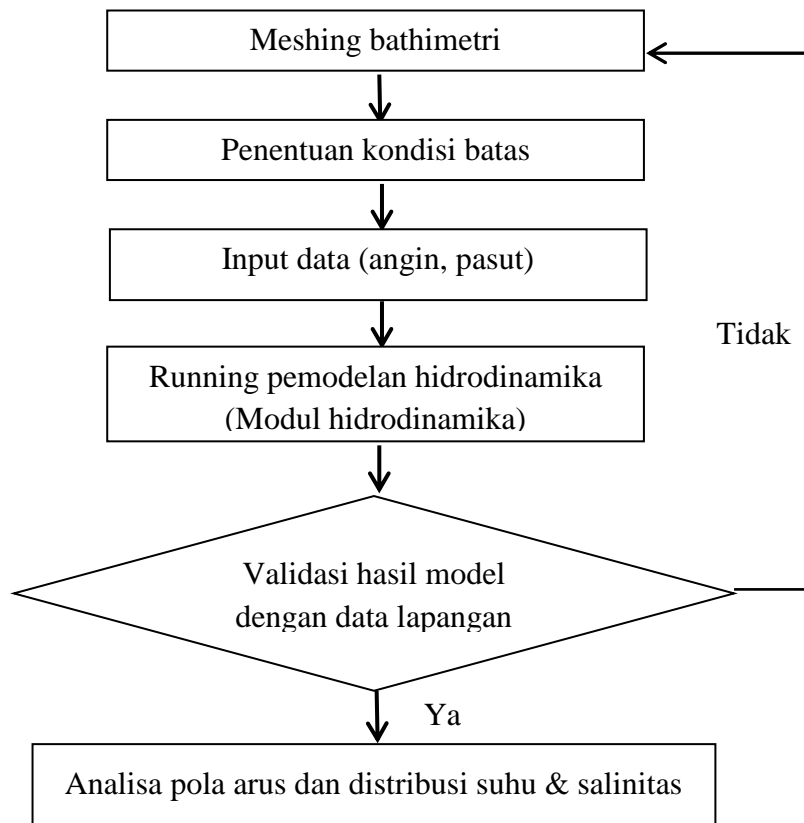 Meshing bathimetri
Penentuan kondisi batas
Input data (angin, pasut)
Tidak
Running pemodelan hidrodinamika
(Modul hidrodinamika)
Validasi hasil model
dengan data lapangan
Ya
Analisa pola arus dan distribusi suhu & salinitas